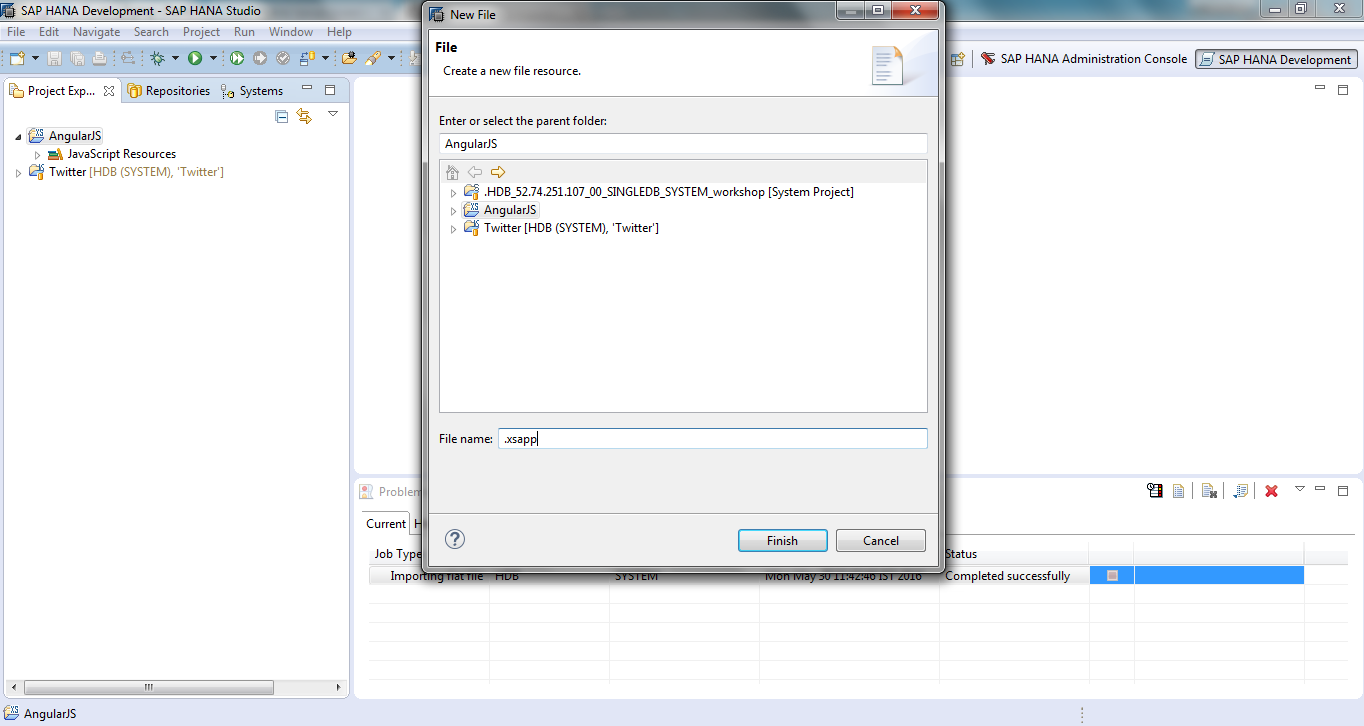 SAP HANA Development - SAP HANA Studio
File Edit Navigate Search Project Run Window Help
SAP HANA Administration Console SAP HANA Development
Project Exp... Repositories Systems
AngularJS
JavaScript Resources
Twitter [HDB (SYSTEM), 'Twitter']
New File
File
Create a new file resource.
Enter or select the parent folder:
AngularJS
.HDB_52.74.251.107_00_SINGLEDB_SYSTEM_workshop [System Project]
AngularJS
Twitter [HDB (SYSTEM), 'Twitter']
File name: .xsapp
? Finish Cancel
Problem
Current H
Job Type Status
Importing flat file HDB SYSTEM Mon May 30 11:42:46 IST 2016 Completed successfully
AngularJS